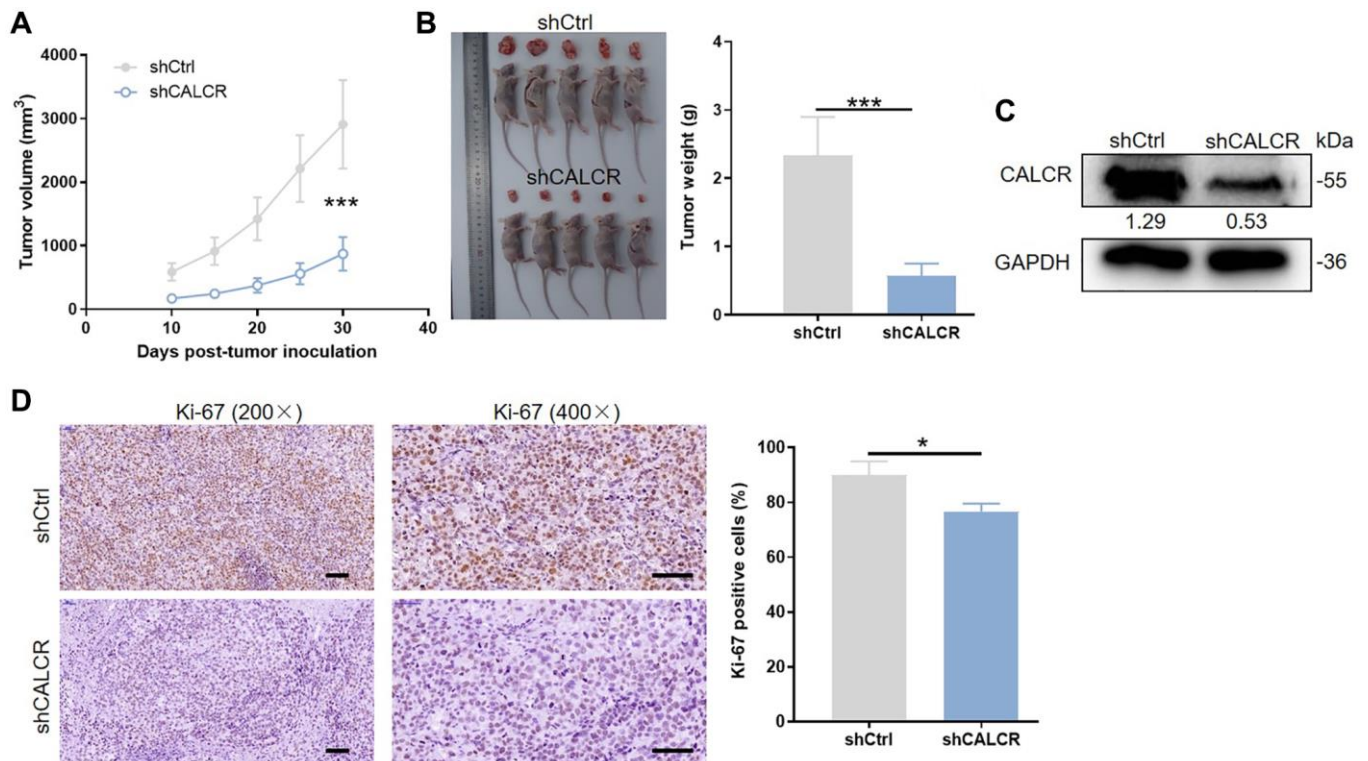 A
4000
3000
2000
1000
0
0
10
20
30
40
Tumor volume (mm³)
Days post-tumor inoculation
shCtrl
shCALCR
***
B
shCtrl
shCALCR
4
3
2
1
0
Tumor weight (g)
***
shCtrl
shCALCR
C
shCtrl shCALCR kDa
CALCR -55
1.29 0.53
GAPDH -36
D
Ki-67 (200×)
Ki-67 (400×)
shCtrl
shCALCR
100
80
60
40
20
0
Ki-67 positive cells (%)
*
shCtrl
shCALCR